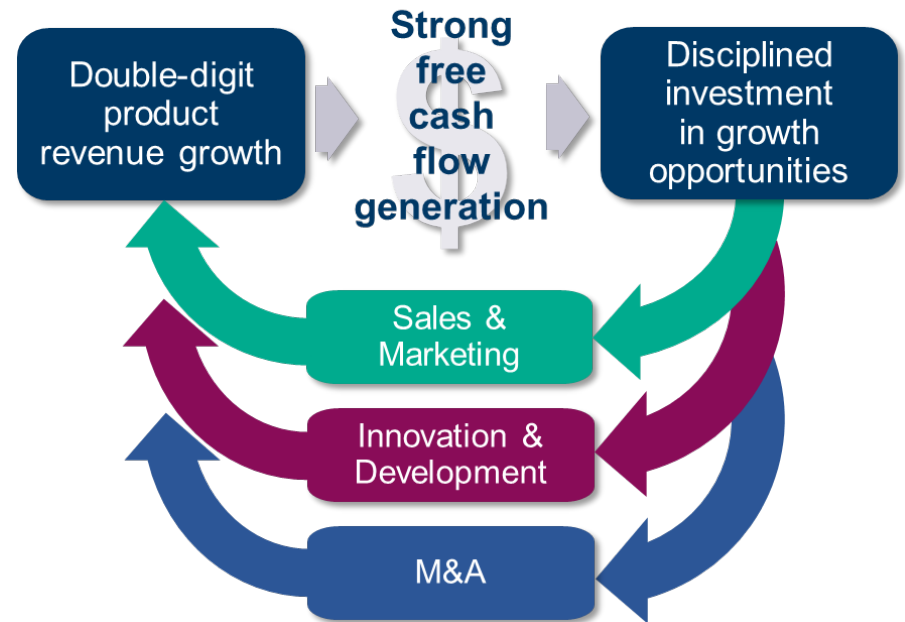 Double-digit
product
revenue growth
Strong
free
cash
flow
generation
$
Disciplined
investment
in growth
opportunities
Sales &
Marketing
Innovation &
Development
M&A